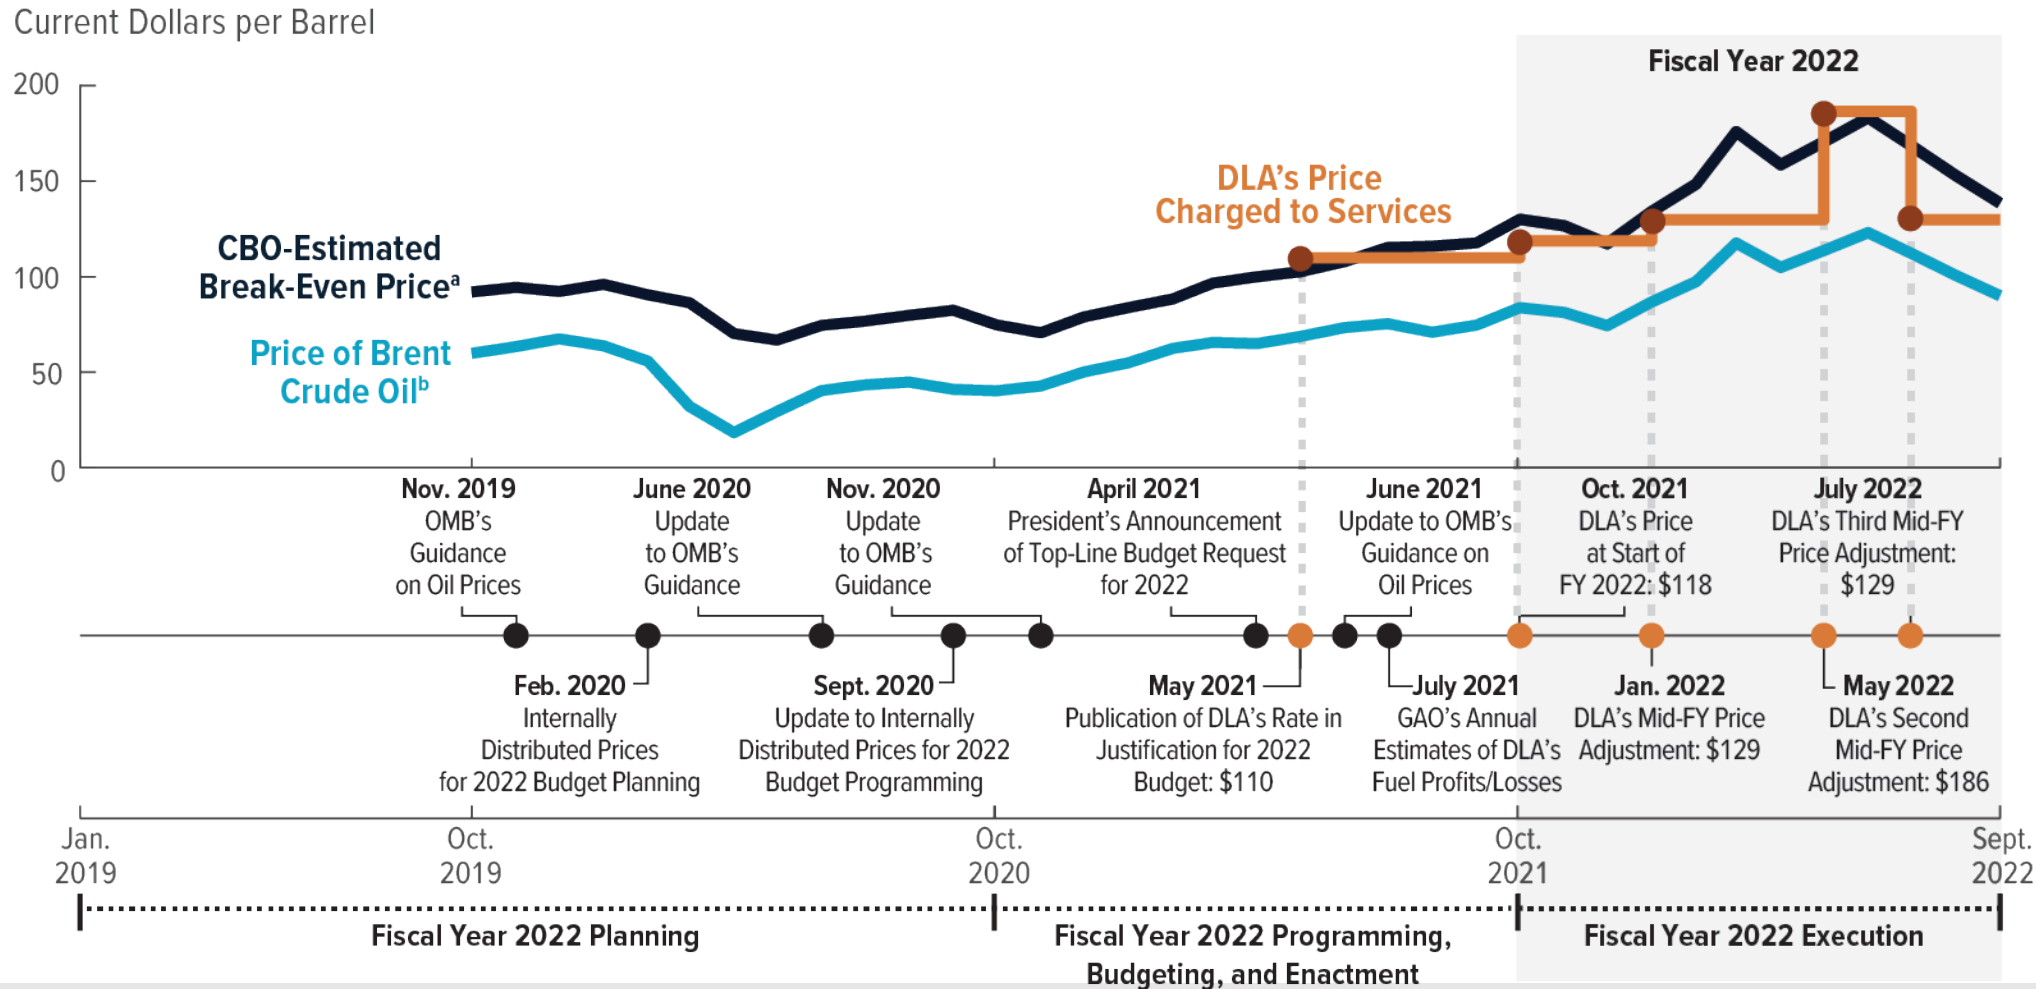 Current Dollars per Barrel
Fiscal Year 2022
200
150
100
50
0
DLA's Price
Charged to Services
CBO-Estimated
Break-Even Priceᵃ
Price of Brent
Crude Oilᵇ
Nov. 2019
OMB's
Guidance
on Oil Prices
June 2020
Update
to OMB's
Guidance
Nov. 2020
Update
to OMB's
Guidance
April 2021
President's Announcement
of Top-Line Budget Request
for 2022
June 2021
Update to OMB's
Guidance on
Oil Prices
Oct. 2021
DLA's Price
at Start of
FY 2022: $118
July 2022
DLA's Third Mid-FY
Price Adjustment:
$129
Feb. 2020
Internally
Distributed Prices
for 2022 Budget Planning
Sept. 2020
Update to Internally
Distributed Prices for 2022
Budget Programming
May 2021
Publication of DLA's Rate in
Justification for 2022
Budget: $110
July 2021
GAO's Annual
Estimates of DLA's
Fuel Profits/Losses
Jan. 2022
DLA's Mid-FY Price
Adjustment: $129
May 2022
DLA's Second
Mid-FY Price
Adjustment: $186
Jan.
2019
Oct.
2019
Oct.
2020
Oct.
2021
Sept.
2022
Fiscal Year 2022 Planning
Fiscal Year 2022 Programming,
Budgeting, and Enactment
Fiscal Year 2022 Execution